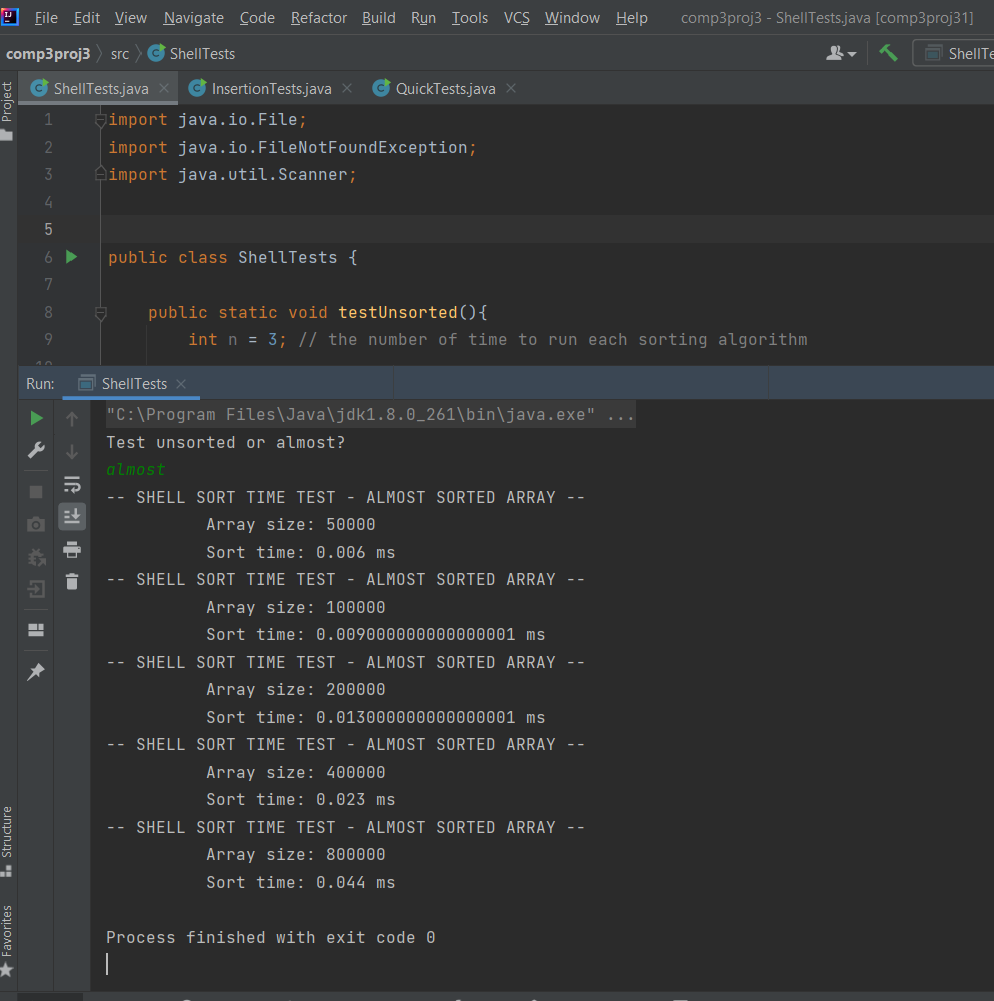 File Edit View Navigate Code Refactor Build Run Tools VCS Window Help comp3proj3 - ShellTests.java [comp3proj31]
comp3proj3 src ShellTests
ShellTests.java InsertionTests.java QuickTests.java
Project
1 import java.io.File;
2 import java.io.FileNotFoundException;
3 import java.util.Scanner;
4
5
6 public class ShellTests {
7
8 public static void testUnsorted(){
9 int n = 3; // the number of time to run each sorting algorithm
Run: ShellTests
"C:\Program Files\Java\jdk1.8.0_261\bin\java.exe" ...
Test unsorted or almost?
almost
-- SHELL SORT TIME TEST - ALMOST SORTED ARRAY --
Array size: 50000
Sort time: 0.006 ms
-- SHELL SORT TIME TEST - ALMOST SORTED ARRAY --
Array size: 100000
Sort time: 0.009000000000000001 ms
-- SHELL SORT TIME TEST - ALMOST SORTED ARRAY --
Array size: 200000
Sort time: 0.013000000000000001 ms
-- SHELL SORT TIME TEST - ALMOST SORTED ARRAY --
Array size: 400000
Sort time: 0.023 ms
-- SHELL SORT TIME TEST - ALMOST SORTED ARRAY --
Array size: 800000
Sort time: 0.044 ms
Process finished with exit code 0
Structure
Favorites